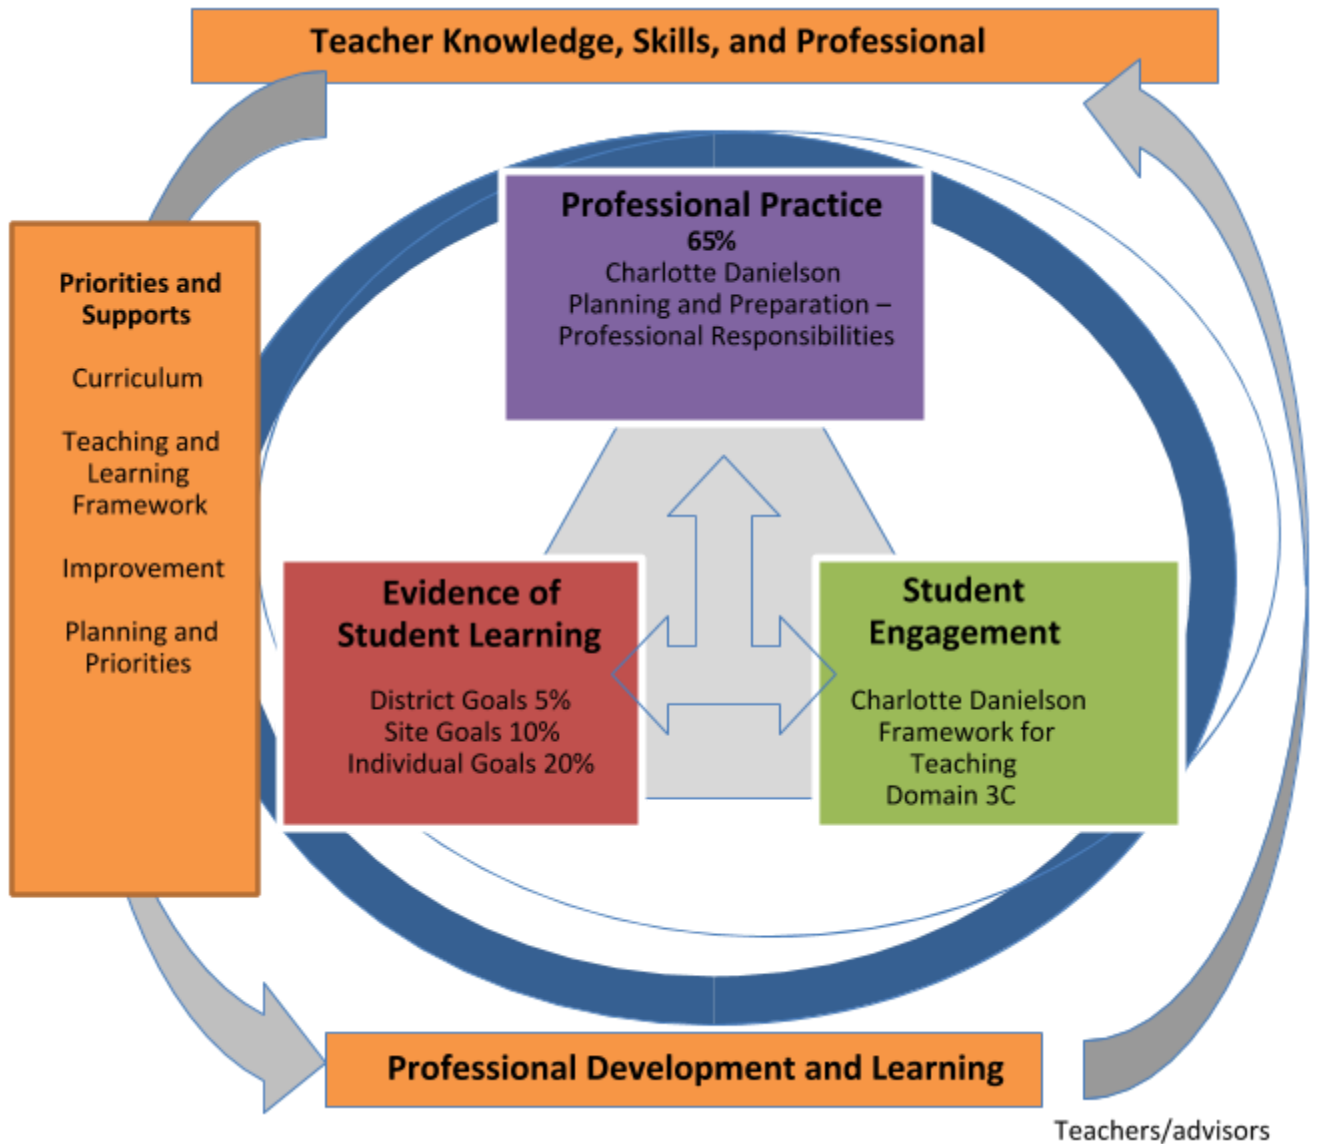 Teacher Knowledge, Skills, and Professional
Professional Practice
65%
Charlotte Danielson
Planning and Preparation –
Professional Responsibilities
Priorities and
Supports
Curriculum
Teaching and
Learning
Framework
Improvement
Planning and
Priorities
Evidence of
Student Learning
District Goals 5%
Site Goals 10%
Individual Goals 20%
Student
Engagement
Charlotte Danielson
Framework for
Teaching
Domain 3C
Professional Development and Learning
Teachers/advisors